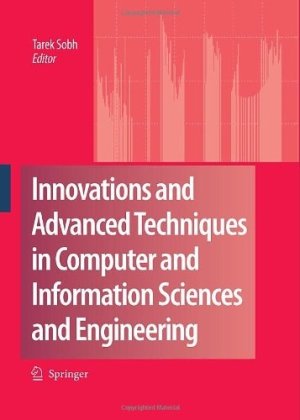 Tarek Sobh
Editor
Innovations and
Advanced Techniques
in Computer and
Information Sciences
and Engineering
Springer